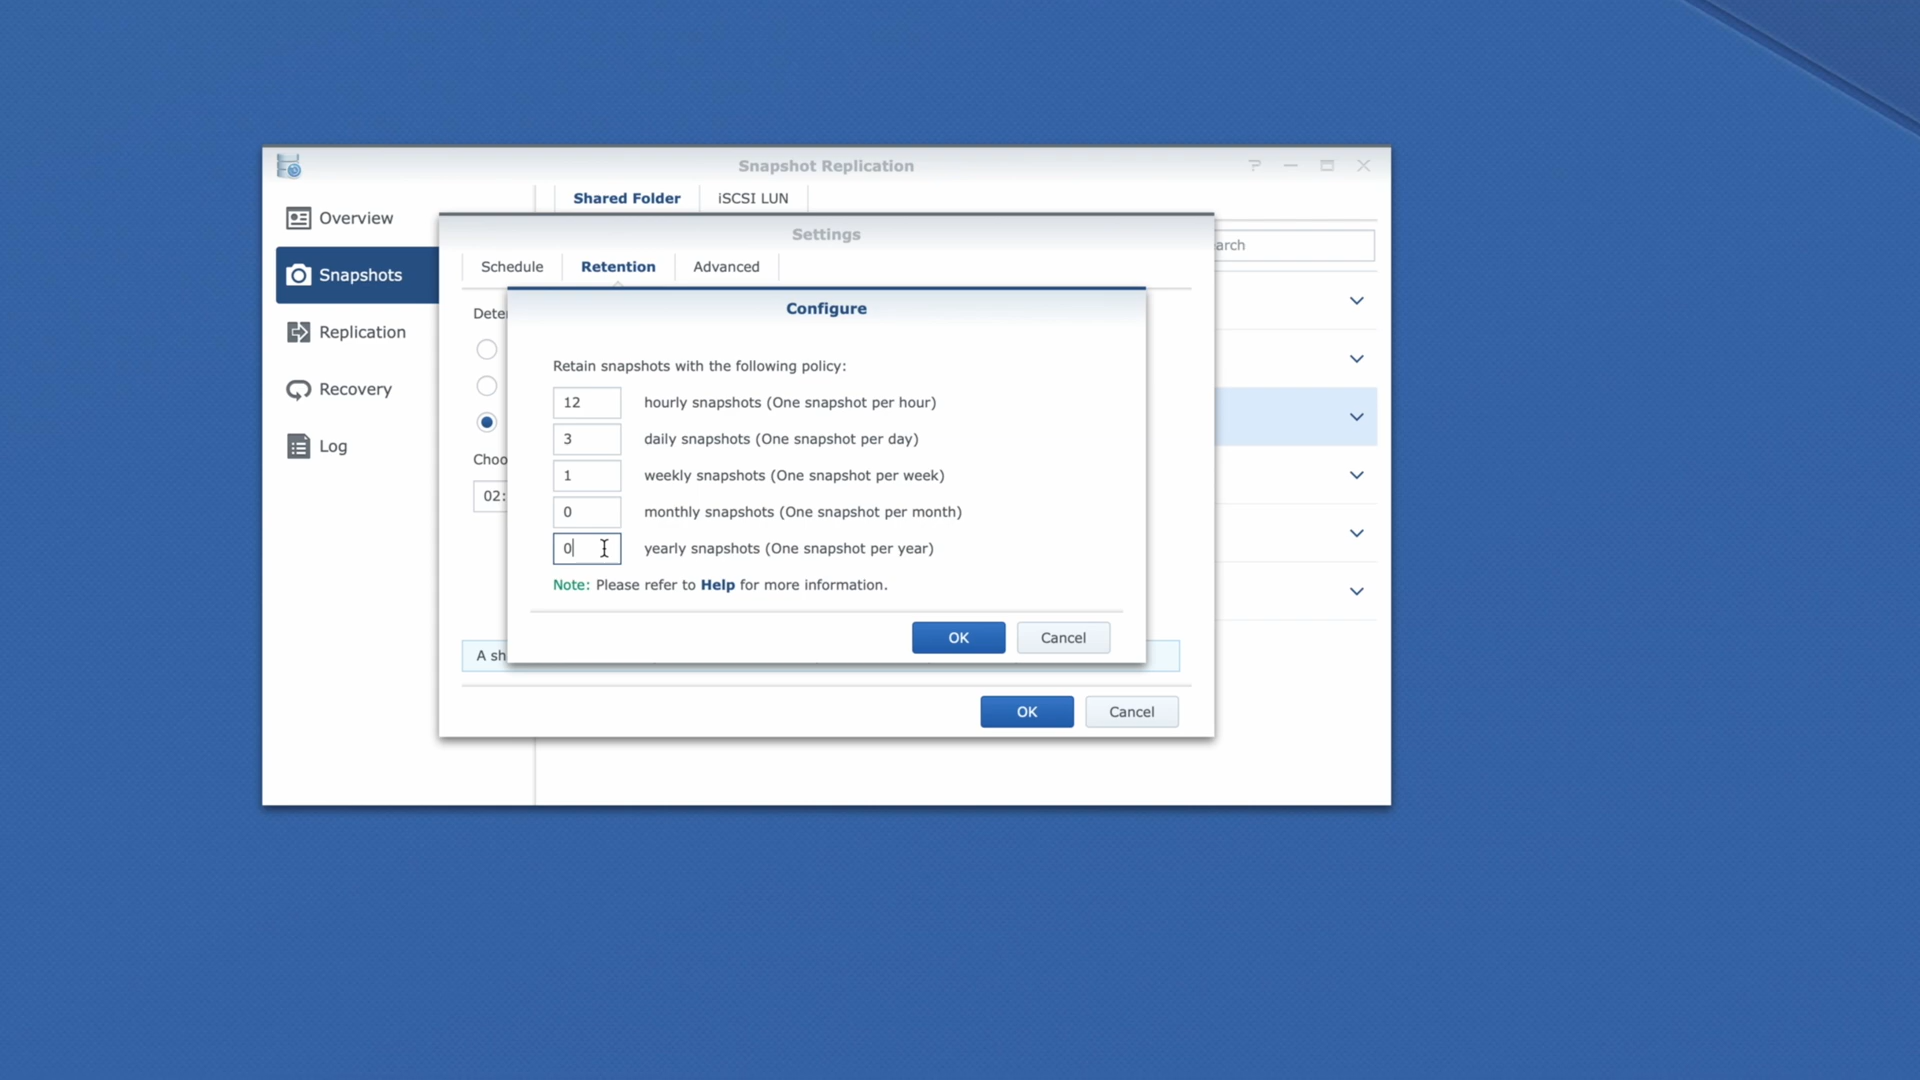 Snapshot Replication
Overview
Snapshots
Replication
Recovery
Log
Shared Folder
iSCSI LUN
arch
Settings
Schedule
Retention
Advanced
Deter
Choo
02:
A sh
Configure
Retain snapshots with the following policy:
12 hourly snapshots (One snapshot per hour)
3 daily snapshots (One snapshot per day)
1 weekly snapshots (One snapshot per week)
0 monthly snapshots (One snapshot per month)
0 yearly snapshots (One snapshot per year)
Note: Please refer to Help for more information.
OK Cancel
OK Cancel